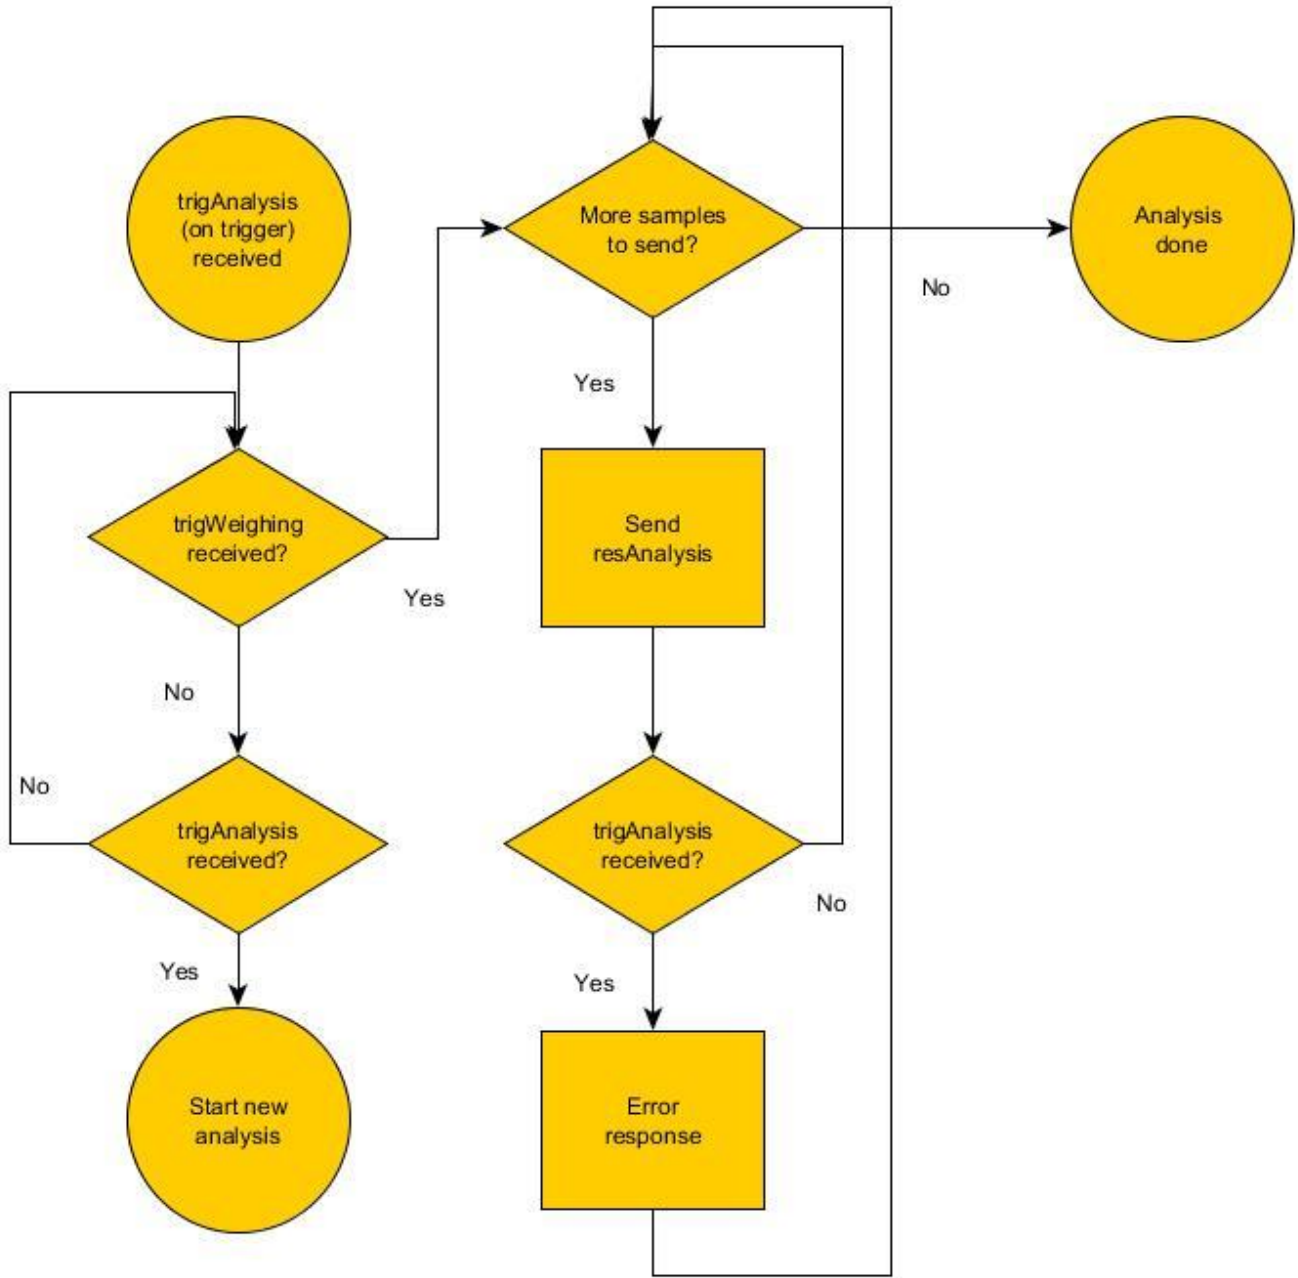 trigAnalysis
(on trigger)
received
More samples
to send?
Analysis
done
No
Yes
trigWeighing
received?
Send
resAnalysis
Yes
No
No
trigAnalysis
received?
trigAnalysis
received?
No
Yes
Yes
Start new
analysis
Error
response